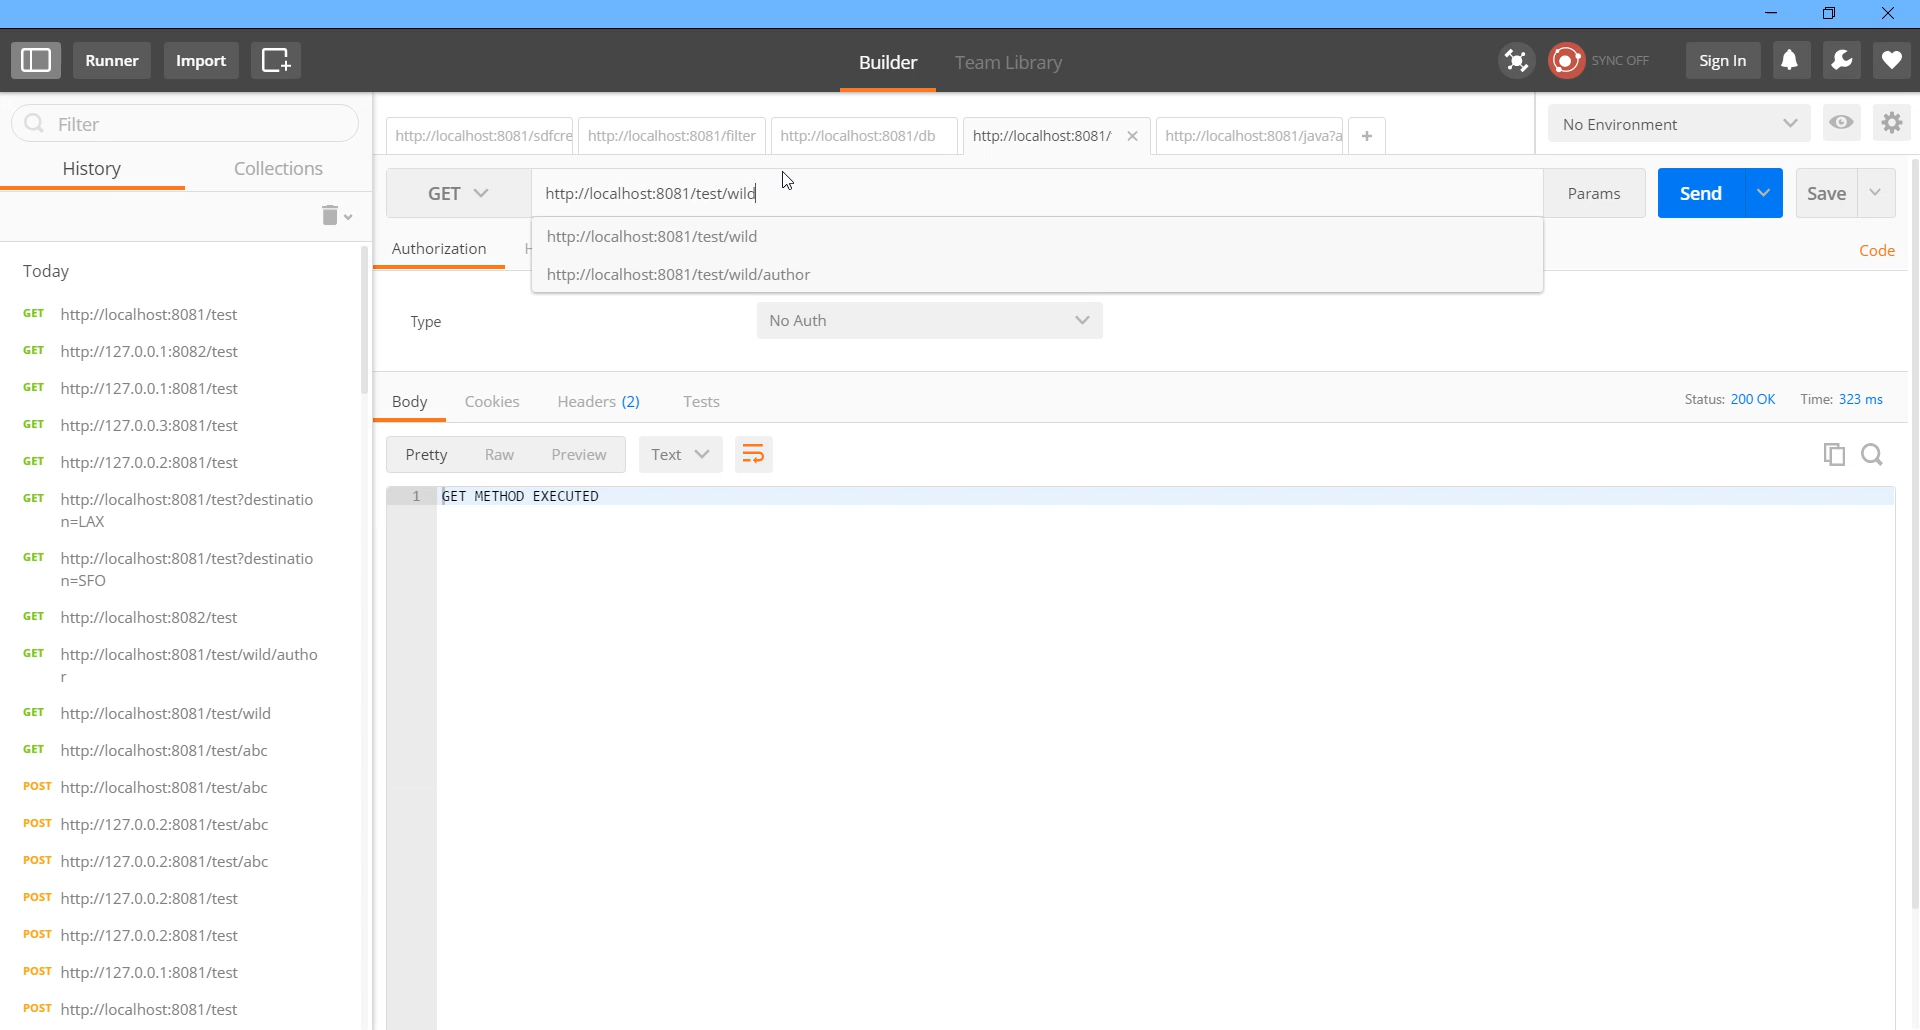 Runner
Import
Builder
Team Library
SYNC OFF
Sign In
Filter
http://localhost:8081/sdfcre
http://localhost:8081/filter
http://localhost:8081/db
http://localhost:8081/
http://localhost:8081/java?a
+
No Environment
History
Collections
GET
http://localhost:8081/test/wild
Params
Send
Save
http://localhost:8081/test/wild
http://localhost:8081/test/wild/author
Authorization
Code
Type
No Auth
Today
GET http://localhost:8081/test
GET http://127.0.0.1:8082/test
GET http://127.0.0.1:8081/test
GET http://127.0.0.3:8081/test
GET http://127.0.0.2:8081/test
GET http://localhost:8081/test?destinatio
n=LAX
GET http://localhost:8081/test?destinatio
n=SFO
GET http://localhost:8082/test
GET http://localhost:8081/test/wild/autho
r
GET http://localhost:8081/test/wild
GET http://localhost:8081/test/abc
POST http://localhost:8081/test/abc
POST http://127.0.0.2:8081/test/abc
POST http://127.0.0.2:8081/test/abc
POST http://127.0.0.2:8081/test
POST http://127.0.0.2:8081/test
POST http://127.0.0.1:8081/test
POST http://localhost:8081/test
Body
Cookies
Headers (2)
Tests
Status: 200 OK
Time: 323 ms
Pretty
Raw
Preview
Text
1 GET METHOD EXECUTED